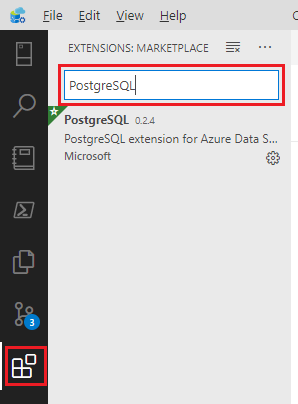 File Edit View Help
EXTENSIONS: MARKETPLACE
PostgreSQL
PostgreSQL 0.2.4
PostgreSQL extension for Azure Data S...
Microsoft
3